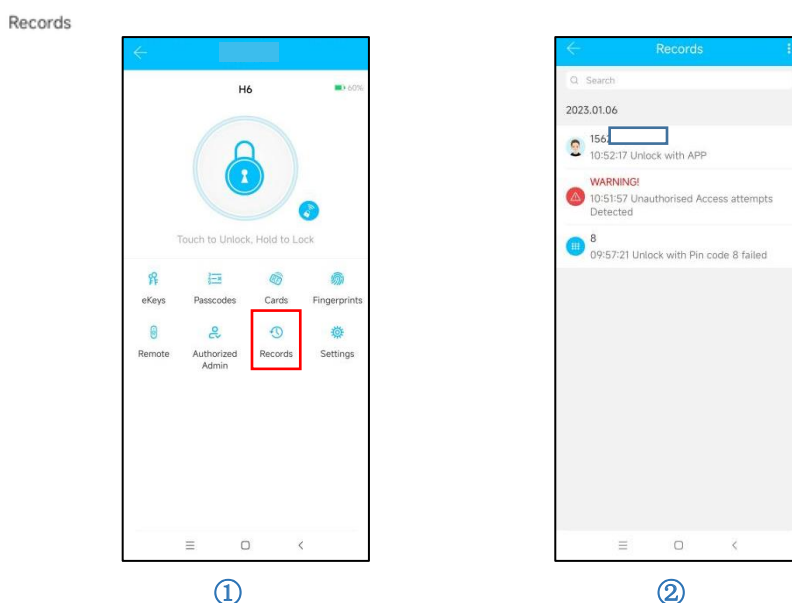 Records
H6
60%
Touch to Unlock, Hold to Lock
eKeys Passcodes Cards Fingerprints
Remote Authorized Admin Records Settings
①
Records
Search
2023.01.06
156
10:52:17 Unlock with APP
WARNING!
10:51:57 Unauthorised Access attempts
Detected
8
09:57:21 Unlock with Pin code 8 failed
②